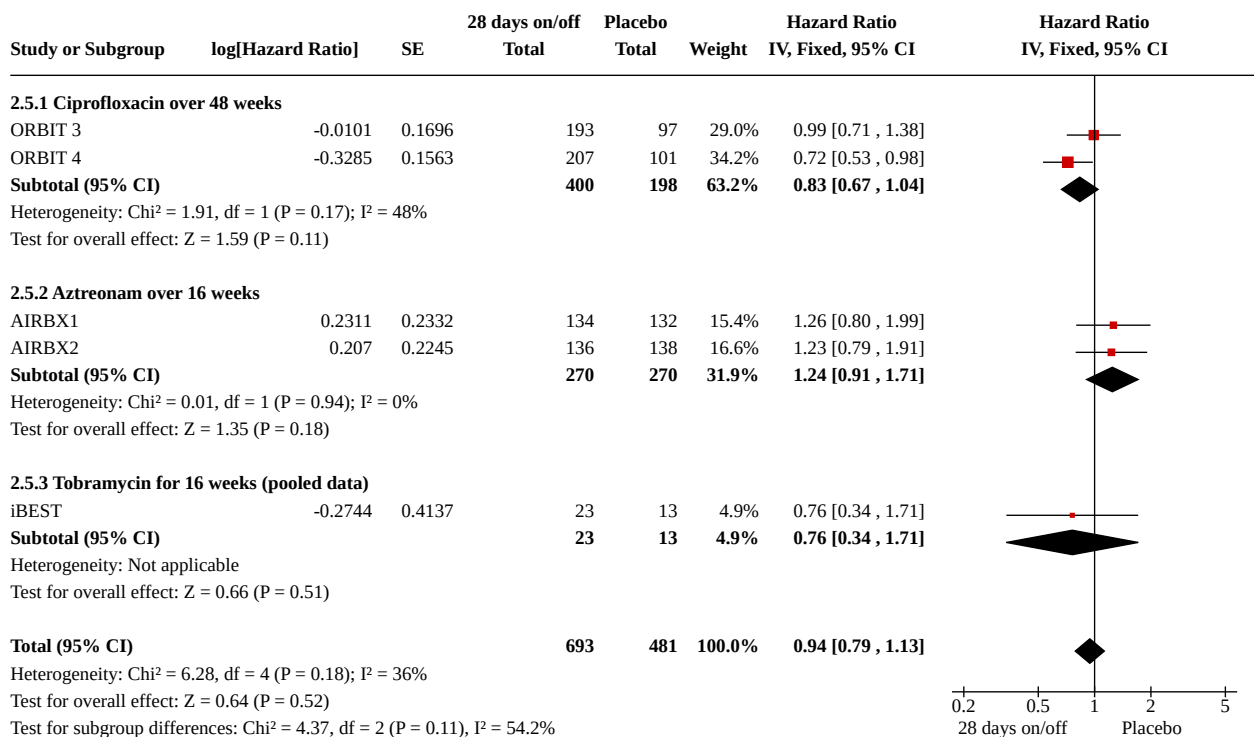 28 days on/off Placebo Hazard Ratio Hazard Ratio
Study or Subgroup log[Hazard Ratio] SE Total Total Weight IV, Fixed, 95% CI IV, Fixed, 95% CI
2.5.1 Ciprofloxacin over 48 weeks
ORBIT 3 -0.0101 0.1696 193 97 29.0% 0.99 [0.71 , 1.38]
ORBIT 4 -0.3285 0.1563 207 101 34.2% 0.72 [0.53 , 0.98]
Subtotal (95% CI) 400 198 63.2% 0.83 [0.67 , 1.04]
Heterogeneity: Chi² = 1.91, df = 1 (P = 0.17); I² = 48%
Test for overall effect: Z = 1.59 (P = 0.11)
2.5.2 Aztreonam over 16 weeks
AIRBX1 0.2311 0.2332 134 132 15.4% 1.26 [0.80 , 1.99]
AIRBX2 0.207 0.2245 136 138 16.6% 1.23 [0.79 , 1.91]
Subtotal (95% CI) 270 270 31.9% 1.24 [0.91 , 1.71]
Heterogeneity: Chi² = 0.01, df = 1 (P = 0.94); I² = 0%
Test for overall effect: Z = 1.35 (P = 0.18)
2.5.3 Tobramycin for 16 weeks (pooled data)
iBEST -0.2744 0.4137 23 13 4.9% 0.76 [0.34 , 1.71]
Subtotal (95% CI) 23 13 4.9% 0.76 [0.34 , 1.71]
Heterogeneity: Not applicable
Test for overall effect: Z = 0.66 (P = 0.51)
Total (95% CI) 693 481 100.0% 0.94 [0.79 , 1.13]
Heterogeneity: Chi² = 6.28, df = 4 (P = 0.18); I² = 36%
Test for overall effect: Z = 0.64 (P = 0.52)
0.2 0.5 1 2 5
Test for subgroup differences: Chi² = 4.37, df = 2 (P = 0.11), I² = 54.2% 28 days on/off Placebo